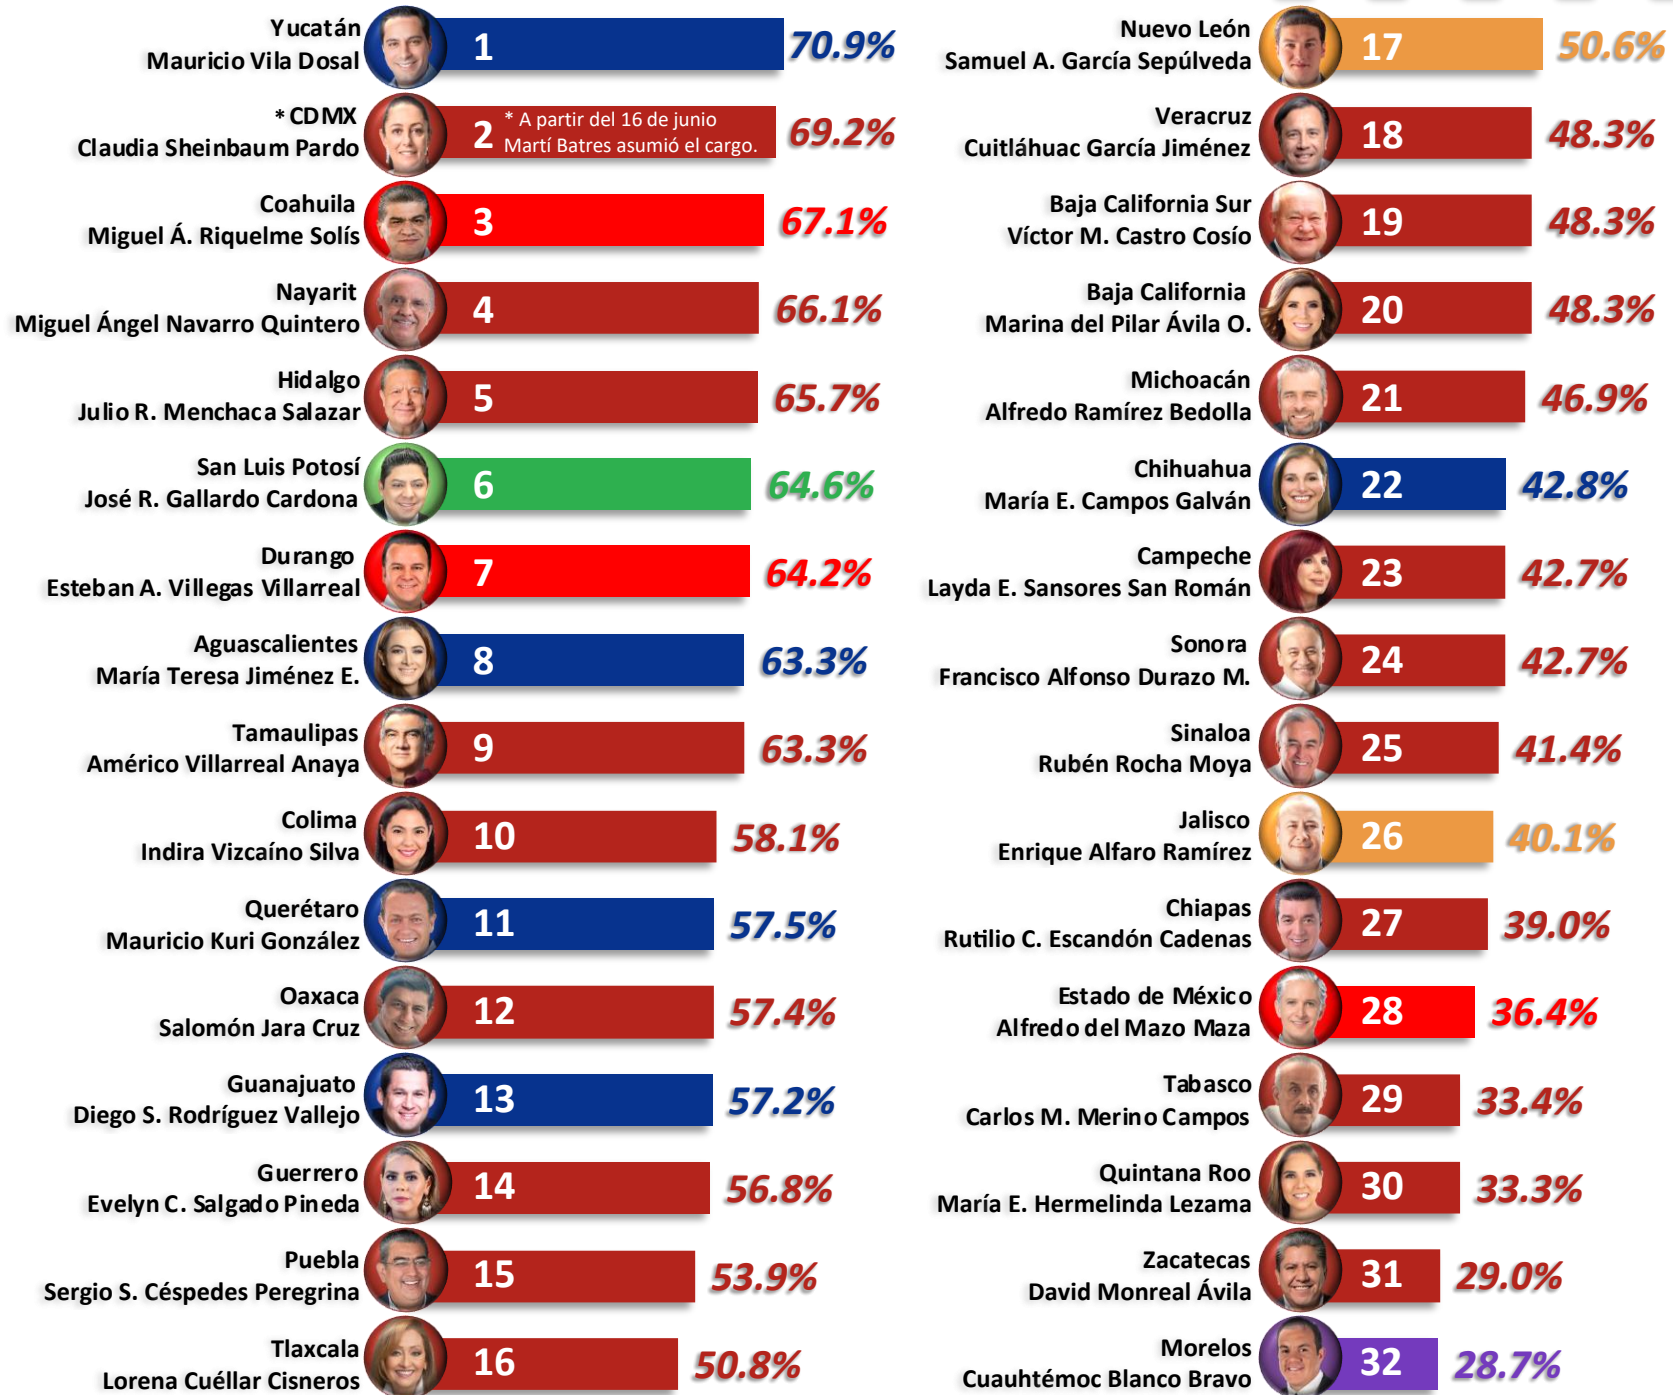 Yucatán
Mauricio Vila Dosal
1
70.9%
*CDMX
Claudia Sheinbaum Pardo
2
* A partir del 16 de junio
Martí Batres asumió el cargo.
69.2%
Coahuila
Miguel Á. Riquelme Solís
3
67.1%
Nayarit
Miguel Ángel Navarro Quintero
4
66.1%
Hidalgo
Julio R. Menchaca Salazar
5
65.7%
San Luis Potosí
José R. Gallardo Cardona
6
64.6%
Durango
Esteban A. Villegas Villarreal
7
64.2%
Aguascalientes
María Teresa Jiménez E.
8
63.3%
Tamaulipas
Américo Villarreal Anaya
9
63.3%
Colima
Indira Vizcaíno Silva
10
58.1%
Querétaro
Mauricio Kuri González
11
57.5%
Oaxaca
Salomón Jara Cruz
12
57.4%
Guanajuato
Diego S. Rodríguez Vallejo
13
57.2%
Guerrero
Evelyn C. Salgado Pineda
14
56.8%
Puebla
Sergio S. Céspedes Peregrina
15
53.9%
Tlaxcala
Lorena Cuéllar Cisneros
16
50.8%
Nuevo León
Samuel A. García Sepúlveda
17
50.6%
Veracruz
Cuitláhuac García Jiménez
18
48.3%
Baja California Sur
Víctor M. Castro Cosío
19
48.3%
Baja California
Marina del Pilar Ávila O.
20
48.3%
Michoacán
Alfredo Ramírez Bedolla
21
46.9%
Chihuahua
María E. Campos Galván
22
42.8%
Campeche
Layda E. Sansores San Román
23
42.7%
Sonora
Francisco Alfonso Durazo M.
24
42.7%
Sinaloa
Rubén Rocha Moya
25
41.4%
Jalisco
Enrique Alfaro Ramírez
26
40.1%
Chiapas
Rutilio C. Escandón Cadenas
27
39.0%
Estado de México
Alfredo del Mazo Maza
28
36.4%
Tabasco
Carlos M. Merino Campos
29
33.4%
Quintana Roo
María E. Hermelinda Lezama
30
33.3%
Zacatecas
David Monreal Ávila
31
29.0%
Morelos
Cuauhtémoc Blanco Bravo
32
28.7%